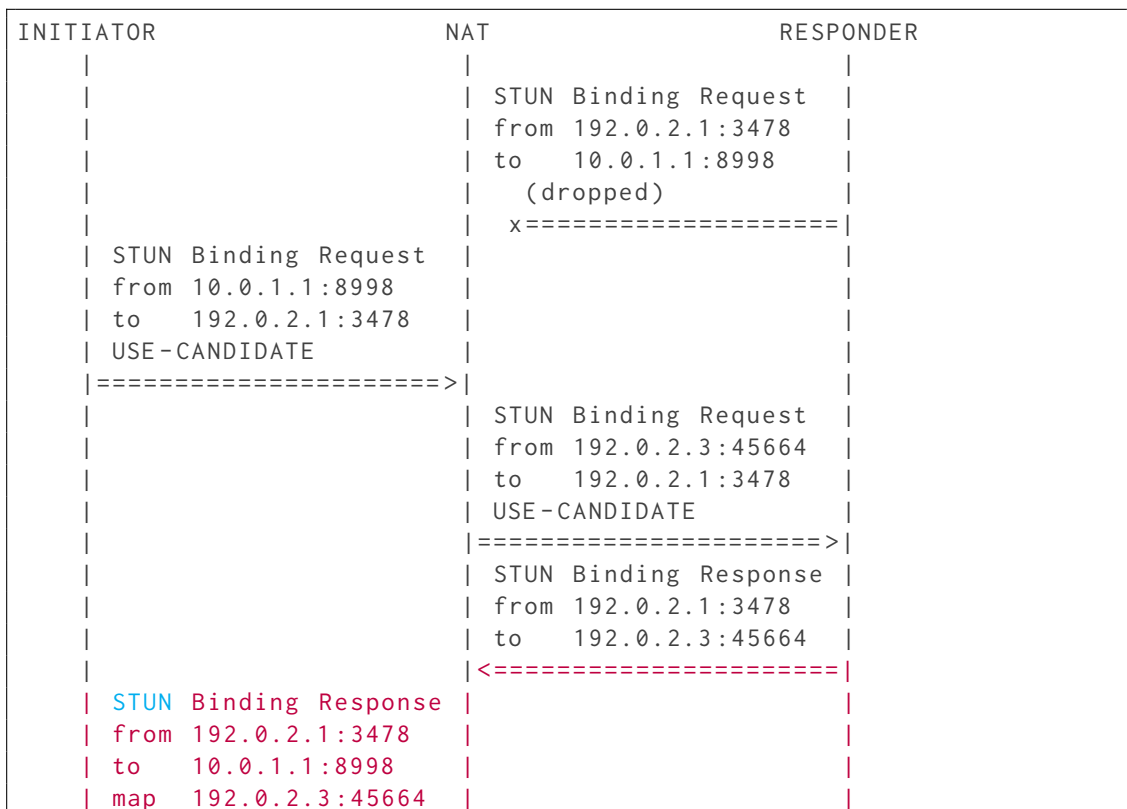 INITIATOR                  NAT                  RESPONDER
    |                       |                       |
    |                       | STUN Binding Request  |
    |                       | from 192.0.2.1:3478   |
    |                       | to   10.0.1.1:8998    |
    |                       |   (dropped)           |
    |                       |  x====================|
    | STUN Binding Request  |                       |
    | from 10.0.1.1:8998    |                       |
    | to   192.0.2.1:3478   |                       |
    | USE-CANDIDATE         |                       |
    |======================>|                       |
    |                       | STUN Binding Request  |
    |                       | from 192.0.2.3:45664  |
    |                       | to   192.0.2.1:3478   |
    |                       | USE-CANDIDATE         |
    |                       |======================>|
    |                       | STUN Binding Response |
    |                       | from 192.0.2.1:3478   |
    |                       | to   192.0.2.3:45664  |
    |                       |<======================|
    | STUN Binding Response |                       |
    | from 192.0.2.1:3478   |                       |
    | to   10.0.1.1:8998    |                       |
    | map  192.0.2.3:45664  |                       |